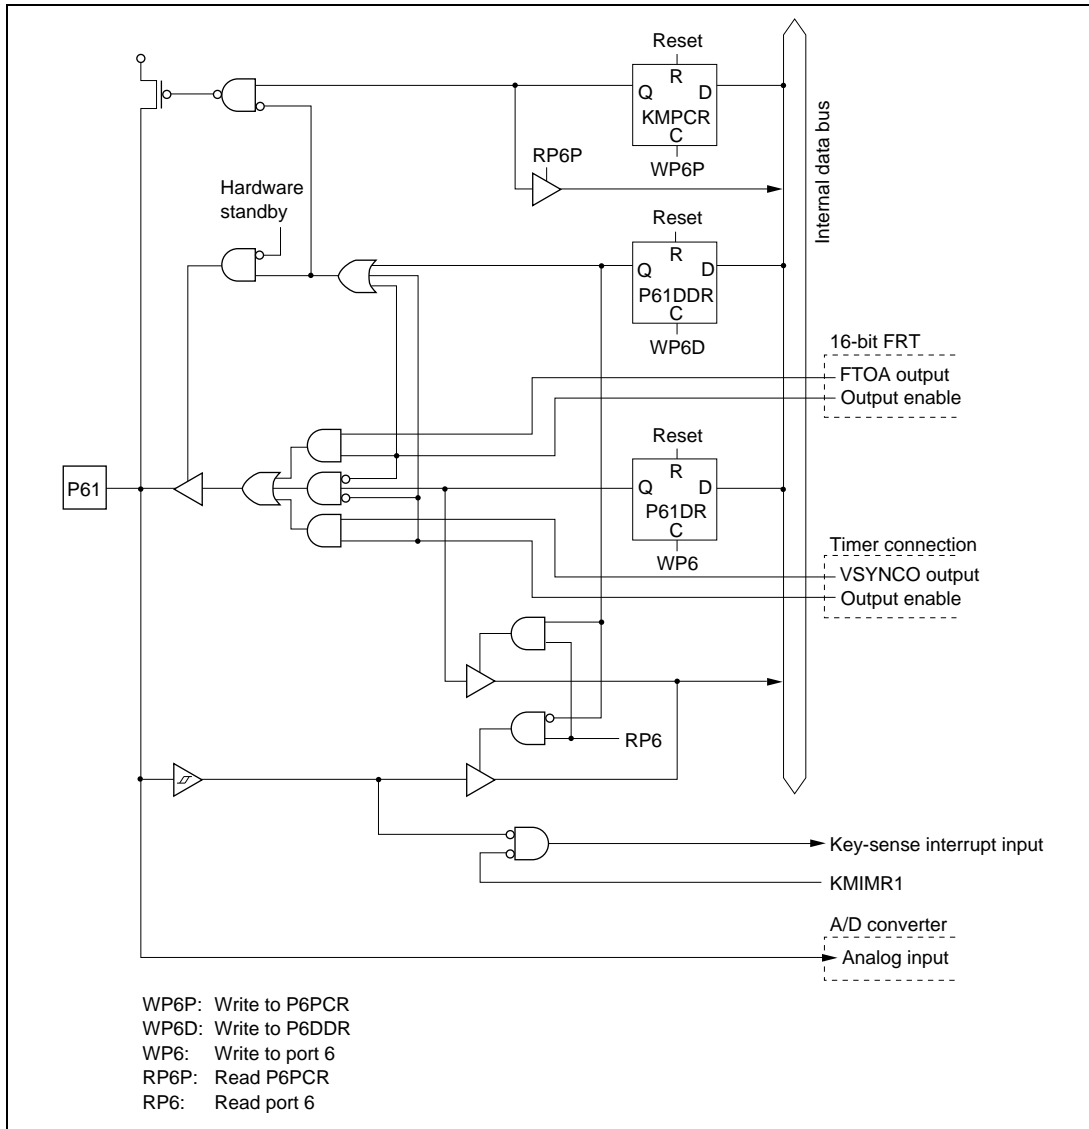 Reset
R
Q D
KMPCR
C
RP6P
WP6P
Hardware
standby
Internal data bus
Reset
R
Q D
P61DDR
C
WP6D
16-bit FRT
FTOA output
Output enable
Reset
R
P61
Q D
P61DR
C
WP6
Timer connection
VSYNCO output
Output enable
RP6
Key-sense interrupt input
KMIMR1
A/D converter
Analog input
WP6P: Write to P6PCR
WP6D: Write to P6DDR
WP6: Write to port 6
RP6P: Read P6PCR
RP6: Read port 6